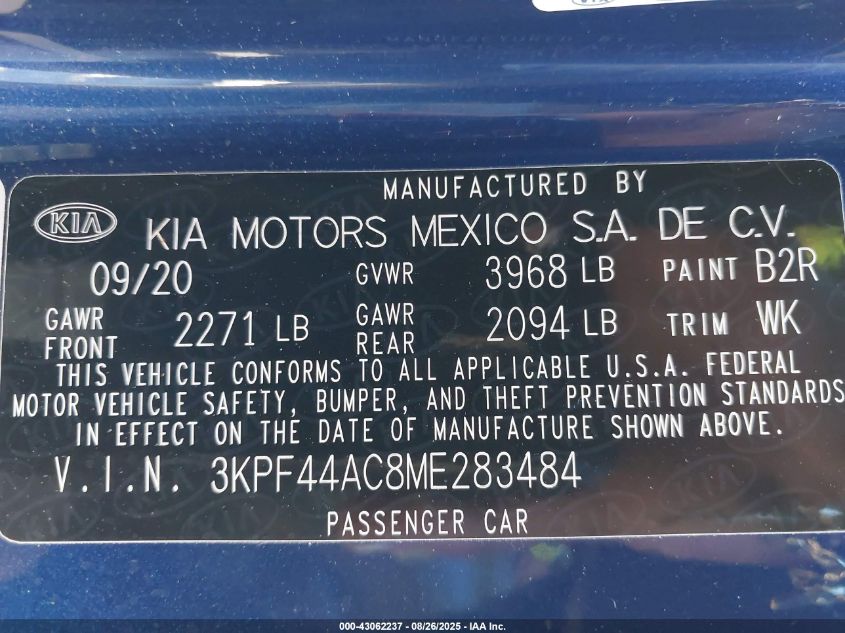 MANUFACTURED BY
KIA KIA MOTORS MEXICO S.A. DE C.V.
09/20 GVWR 3968 LB PAINT B2R
GAWR FRONT 2271 LB GAWR REAR 2094 LB TRIM WK
THIS VEHICLE CONFORMS TO ALL APPLICABLE U.S.A. FEDERAL
MOTOR VEHICLE SAFETY, BUMPER, AND THEFT PREVENTION STANDARDS
IN EFFECT ON THE DATE OF MANUFACTURE SHOWN ABOVE.
V.I.N. 3KPF44AC8ME283484
PASSENGER CAR
000-43062237 - 08/26/2025 - IAA Inc.